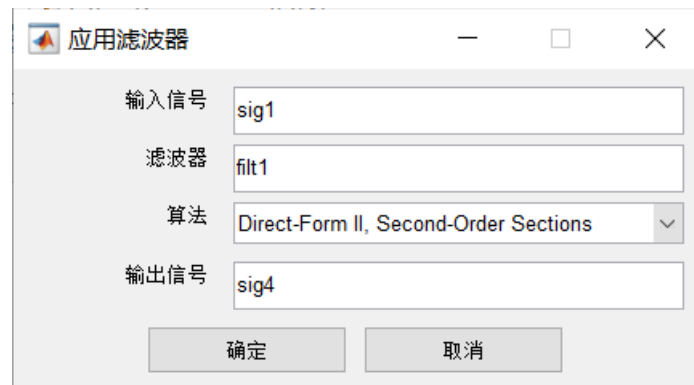 应用滤波器
输入信号 sig1
滤波器 filt1
算法 Direct-Form II, Second-Order Sections
输出信号 sig4
确定 取消